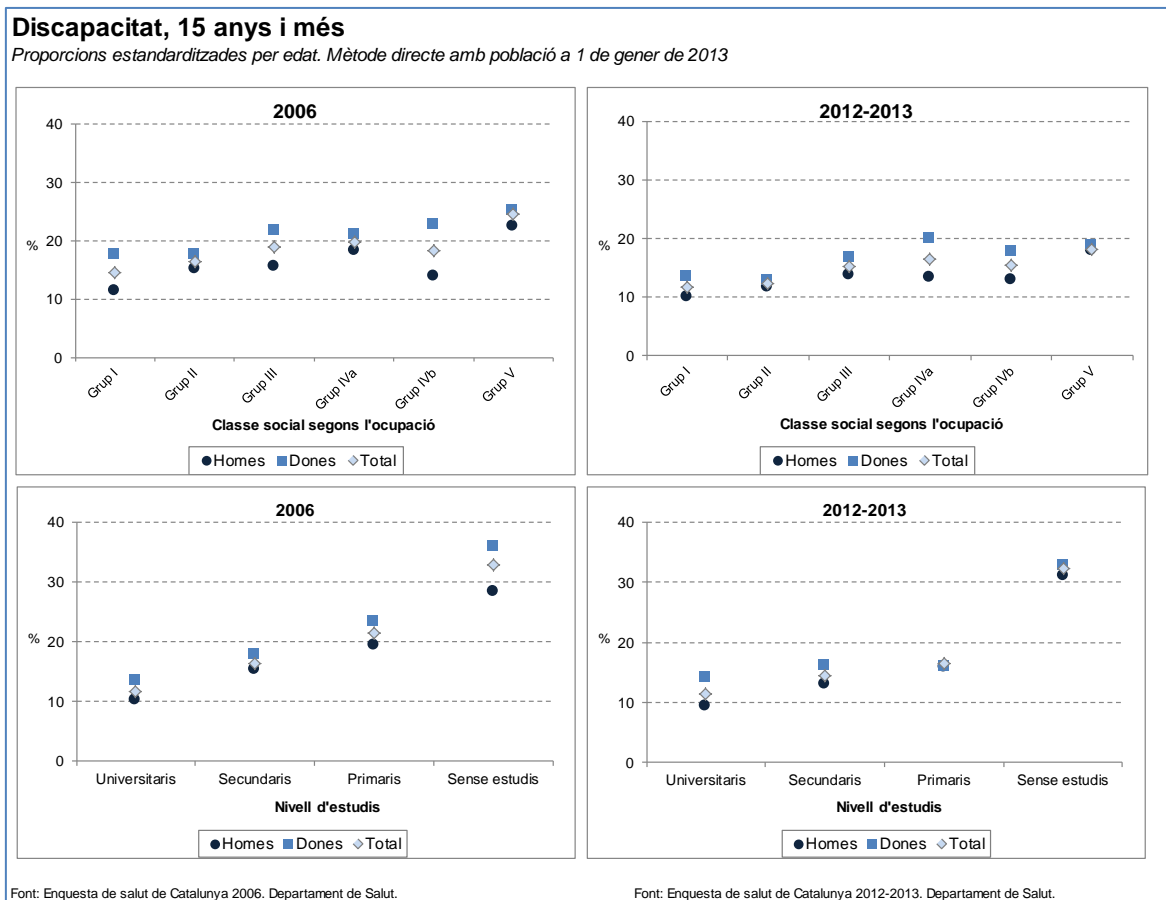 Discapacitat, 15 anys i més
Proporcions estandarditzades per edat. Mètode directe amb població a 1 de gener de 2013
2006
40
30
20
10
0
%
Grup I
Grup II
Grup III
Grup IVa
Grup IVb
Grup V
Classe social segons l'ocupació
Homes Dones Total
2012-2013
40
30
20
10
0
%
Grup I
Grup II
Grup III
Grup IVa
Grup IVb
Grup V
Classe social segons l'ocupació
Homes Dones Total
2006
40
30
20
10
0
%
Universitaris Secundaris Primaris Sense estudis
Nivell d'estudis
Homes Dones Total
2012-2013
40
30
20
10
0
%
Universitaris Secundaris Primaris Sense estudis
Nivell d'estudis
Homes Dones Total
Font: Enquesta de salut de Catalunya 2006. Departament de Salut.
Font: Enquesta de salut de Catalunya 2012-2013. Departament de Salut.